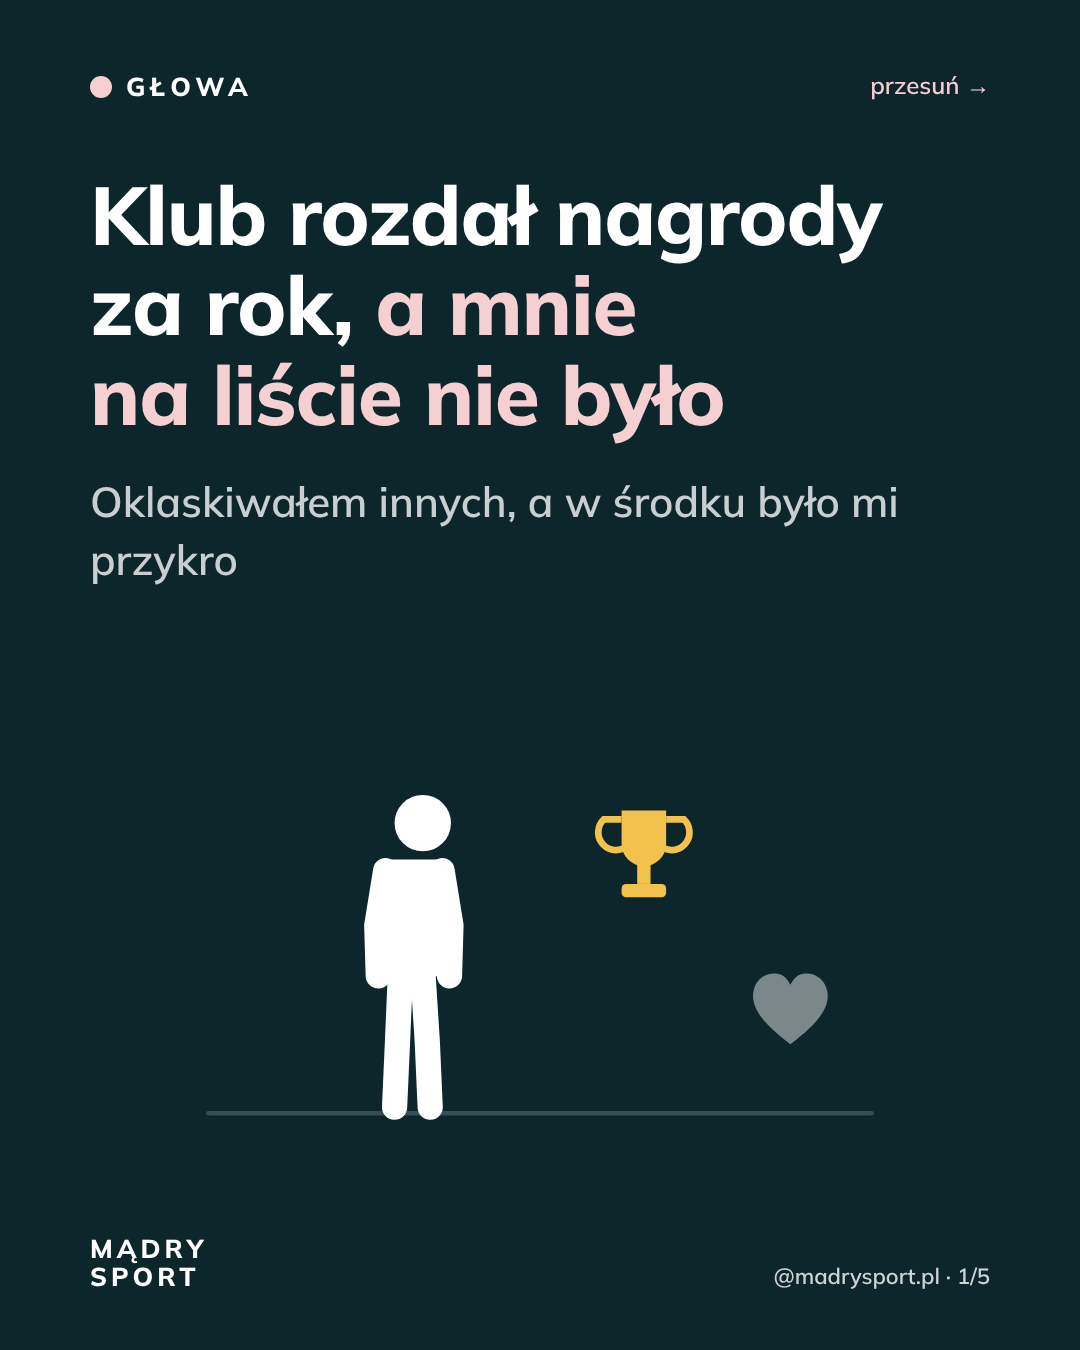 GŁOWA
przesuń →
Klub rozdał nagrody
za rok, a mnie
na liście nie było
Oklaskiwałem innych, a w środku było mi
przykro
MĄDRY
SPORT
@madrysport.pl · 1/5